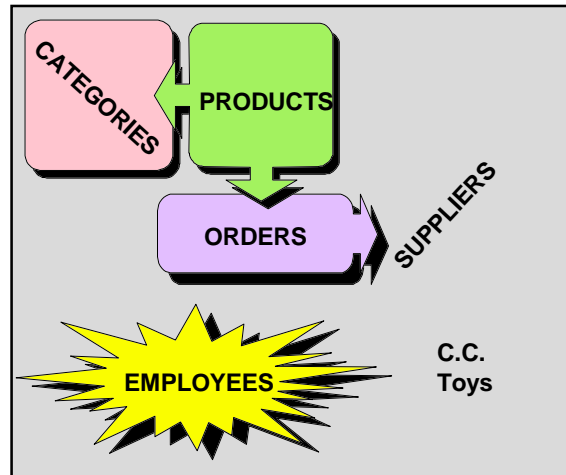 CATEGORIES
PRODUCTS
ORDERS
SUPPLIERS
EMPLOYEES
C.C.
Toys